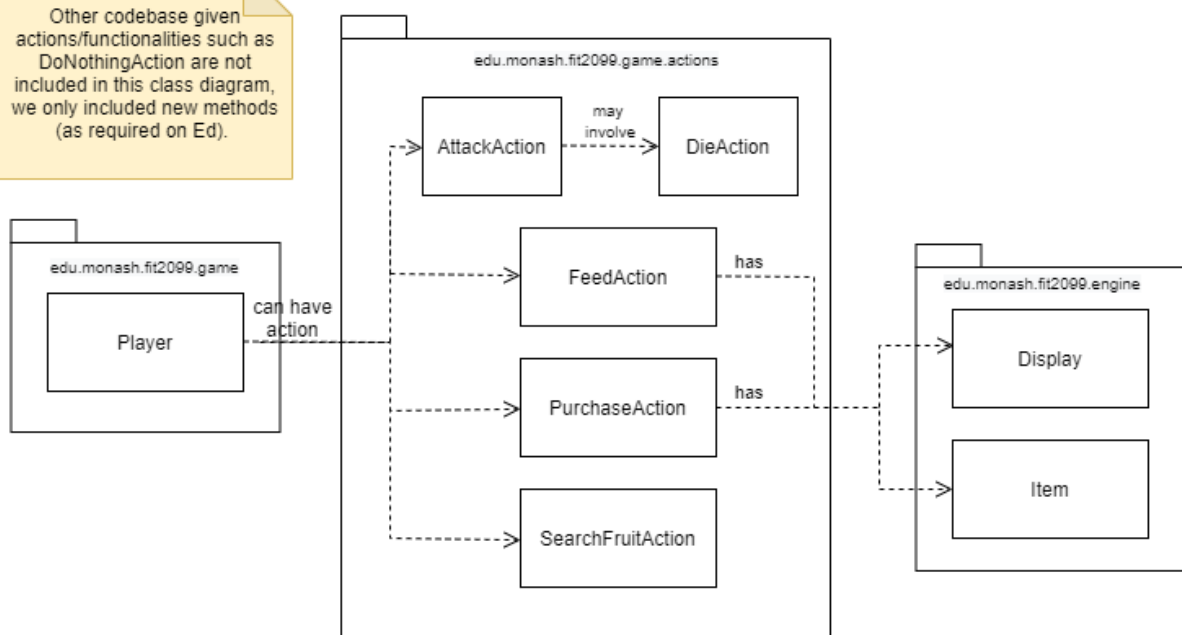 Other codebase given
actions/functionalities such as
DoNothingAction are not
included in this class diagram,
we only included new methods
(as required on Ed).
edu.monash.fit2099.game.actions
AttackAction
may
involve
DieAction
edu.monash.fit2099.game
Player
can have
action
FeedAction
has
PurchaseAction
has
SearchFruitAction
edu.monash.fit2099.engine
Display
Item